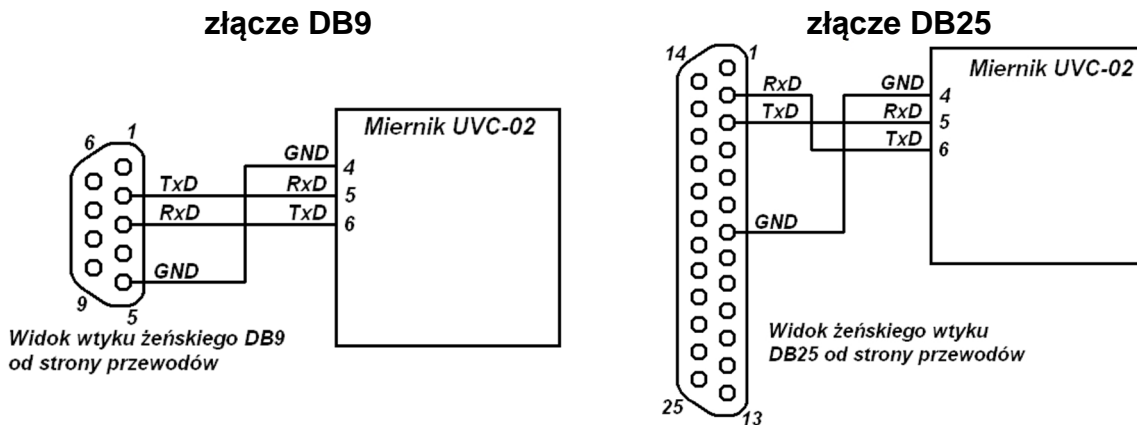 złącze DB9
6
1
9
5
TxD
RxD
GND
GND
RxD
TxD
4
5
6
Miernik UVC-02
Widok wtyku żeńskiego DB9
od strony przewodów
złącze DB25
14
1
25
13
RxD
TxD
GND
GND
RxD
TxD
4
5
6
Miernik UVC-02
Widok żeńskiego wtyku
DB25 od strony przewodów